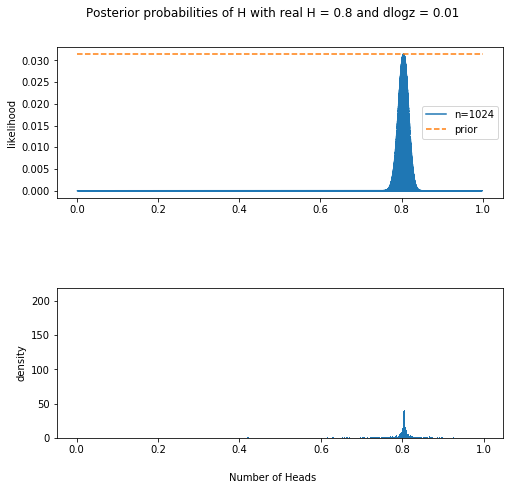 Posterior probabilities of H with real H = 0.8 and dlogz = 0.01
0.030
0.025
0.020
0.015
0.010
0.005
0.000
likelihood
n=1024
prior
0.0 0.2 0.4 0.6 0.8 1.0
200
150
100
50
0
density
0.0 0.2 0.4 0.6 0.8 1.0
Number of Heads